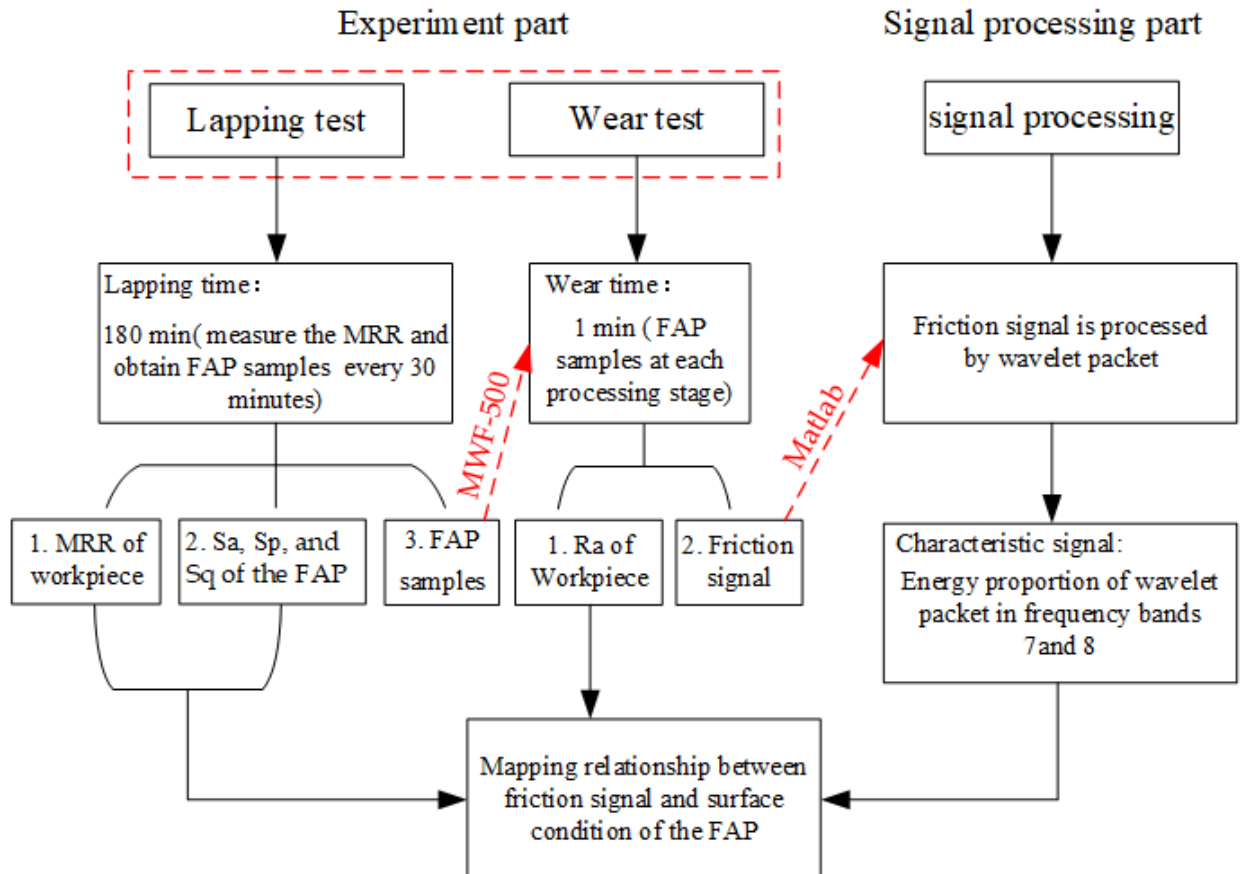 Experiment part
Signal processing part
Lapping test
Wear test
signal processing
Lapping time：
180 min( measure the MRR and
obtain FAP samples every 30
minutes)
Wear time：
1 min ( FAP
samples at each
processing stage)
Friction signal is processed
by wavelet packet
MWF-500
Matlab
1. MRR of
workpiece
2. Sa, Sp, and
Sq of the FAP
3. FAP
samples
1. Ra of
Workpiece
2. Friction
signal
Characteristic signal:
Energy proportion of wavelet
packet in frequency bands
7and 8
Mapping relationship between
friction signal and surface
condition of the FAP